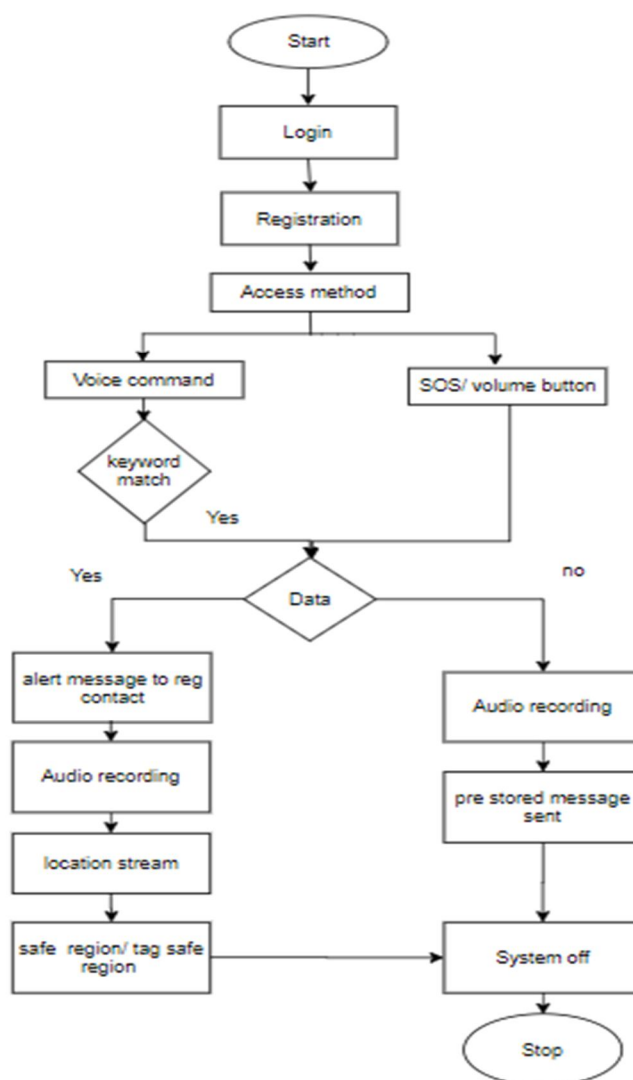 Start
Login
Registration
Access method
Voice command
SOS/ volume button
keyword
match
Yes
Yes
no
Data
alert message to reg
contact
Audio recording
Audio recording
pre stored message
sent
location stream
safe region/ tag safe
region
System off
Stop